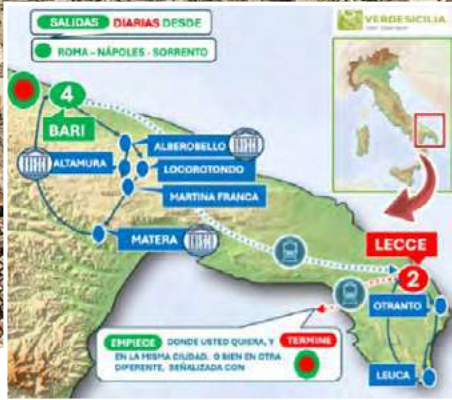 SALIDAS DIARIAS DESDE
ROMA – NÁPOLES - SORRENTO
VERDESICILIA
4
BARI
ALTAMURA
ALBEROBELLO
LOCOROTONDO
MARTINA FRANCA
MATERA
LECCE
2
OTRANTO
LEUCA
EMPIECE DONDE USTED QUIERA, Y TERMINE
EN LA MISMA CIUDAD, O BIEN EN OTRA
DIFERENTE, SEÑALIZADA CON